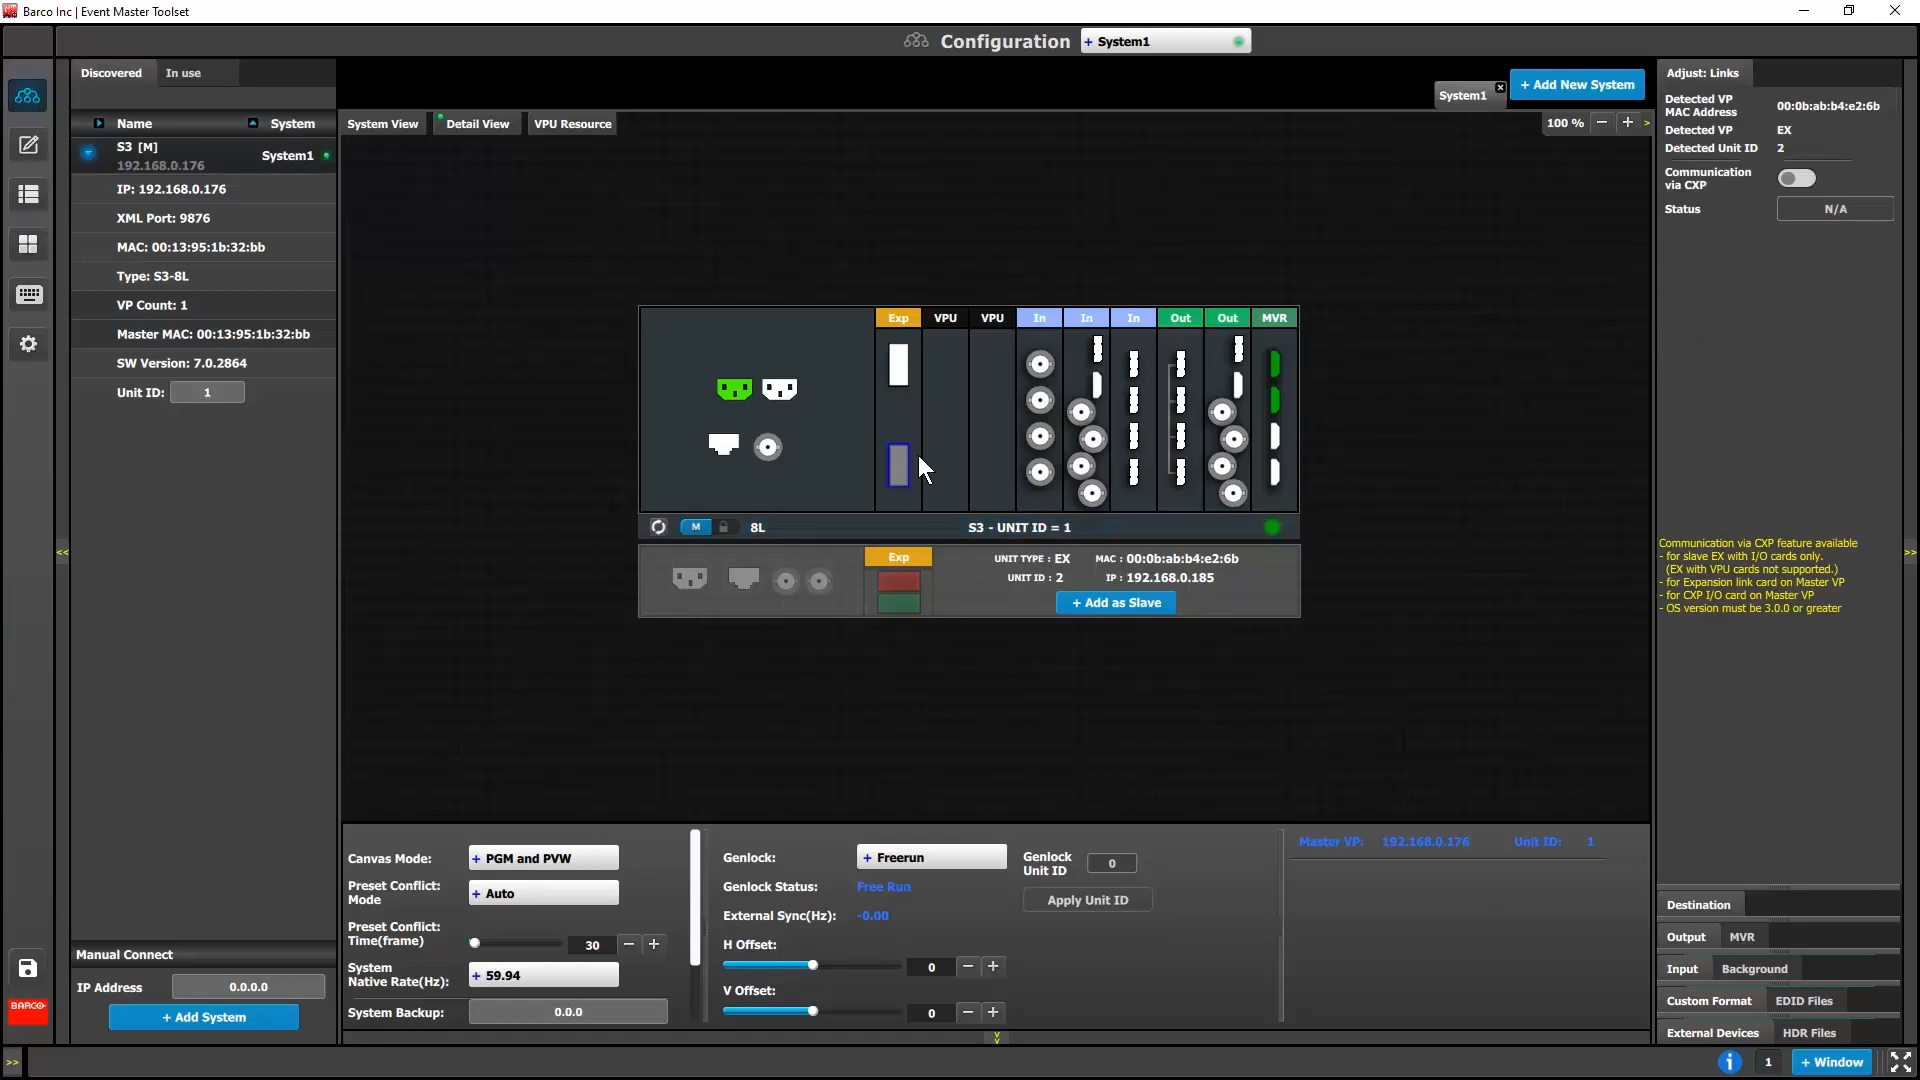 Barco Inc | Event Master Toolset
Configuration
+ System1
Discovered
In use
Name
System
S3 [M]
192.168.0.176
System1
IP: 192.168.0.176
XML Port: 9876
MAC: 00:13:95:1b:32:bb
Type: S3-8L
VP Count: 1
Master MAC: 00:13:95:1b:32:bb
SW Version: 7.0.2864
Unit ID: 1
Manual Connect
IP Address 0.0.0.0
+ Add System
BARCO
>>
<<
System1
+ Add New System
System View
Detail View
VPU Resource
100 % − + >
Exp VPU VPU In In In Out Out MVR
M 8L S3 - UNIT ID = 1
Exp
UNIT TYPE : EX MAC : 00:0b:ab:b4:e2:6b
UNIT ID : 2 IP : 192.168.0.185
+ Add as Slave
Canvas Mode: + PGM and PVW
Preset Conflict:
Mode
+ Auto
Preset Conflict:
Time(frame)
30 − +
System
Native Rate(Hz):
+ 59.94
System Backup: 0.0.0
Genlock: + Freerun
Genlock Status: Free Run
External Sync(Hz): -0.00
H Offset:
0 − +
V Offset:
0 − +
Genlock
Unit ID
0
Apply Unit ID
Master VP: 192.168.0.176 Unit ID: 1
Adjust: Links
Detected VP
MAC Address
00:0b:ab:b4:e2:6b
Detected VP EX
Detected Unit ID 2
Communication
via CXP
Status N/A
Communication via CXP feature available
- for slave EX with I/O cards only.
(EX with VPU cards not supported.)
- for Expansion link card on Master VP
- for CXP I/O card on Master VP
- OS version must be 3.0.0 or greater
>>
Destination
Output MVR
Input Background
Custom Format EDID Files
External Devices HDR Files
i 1 + Window